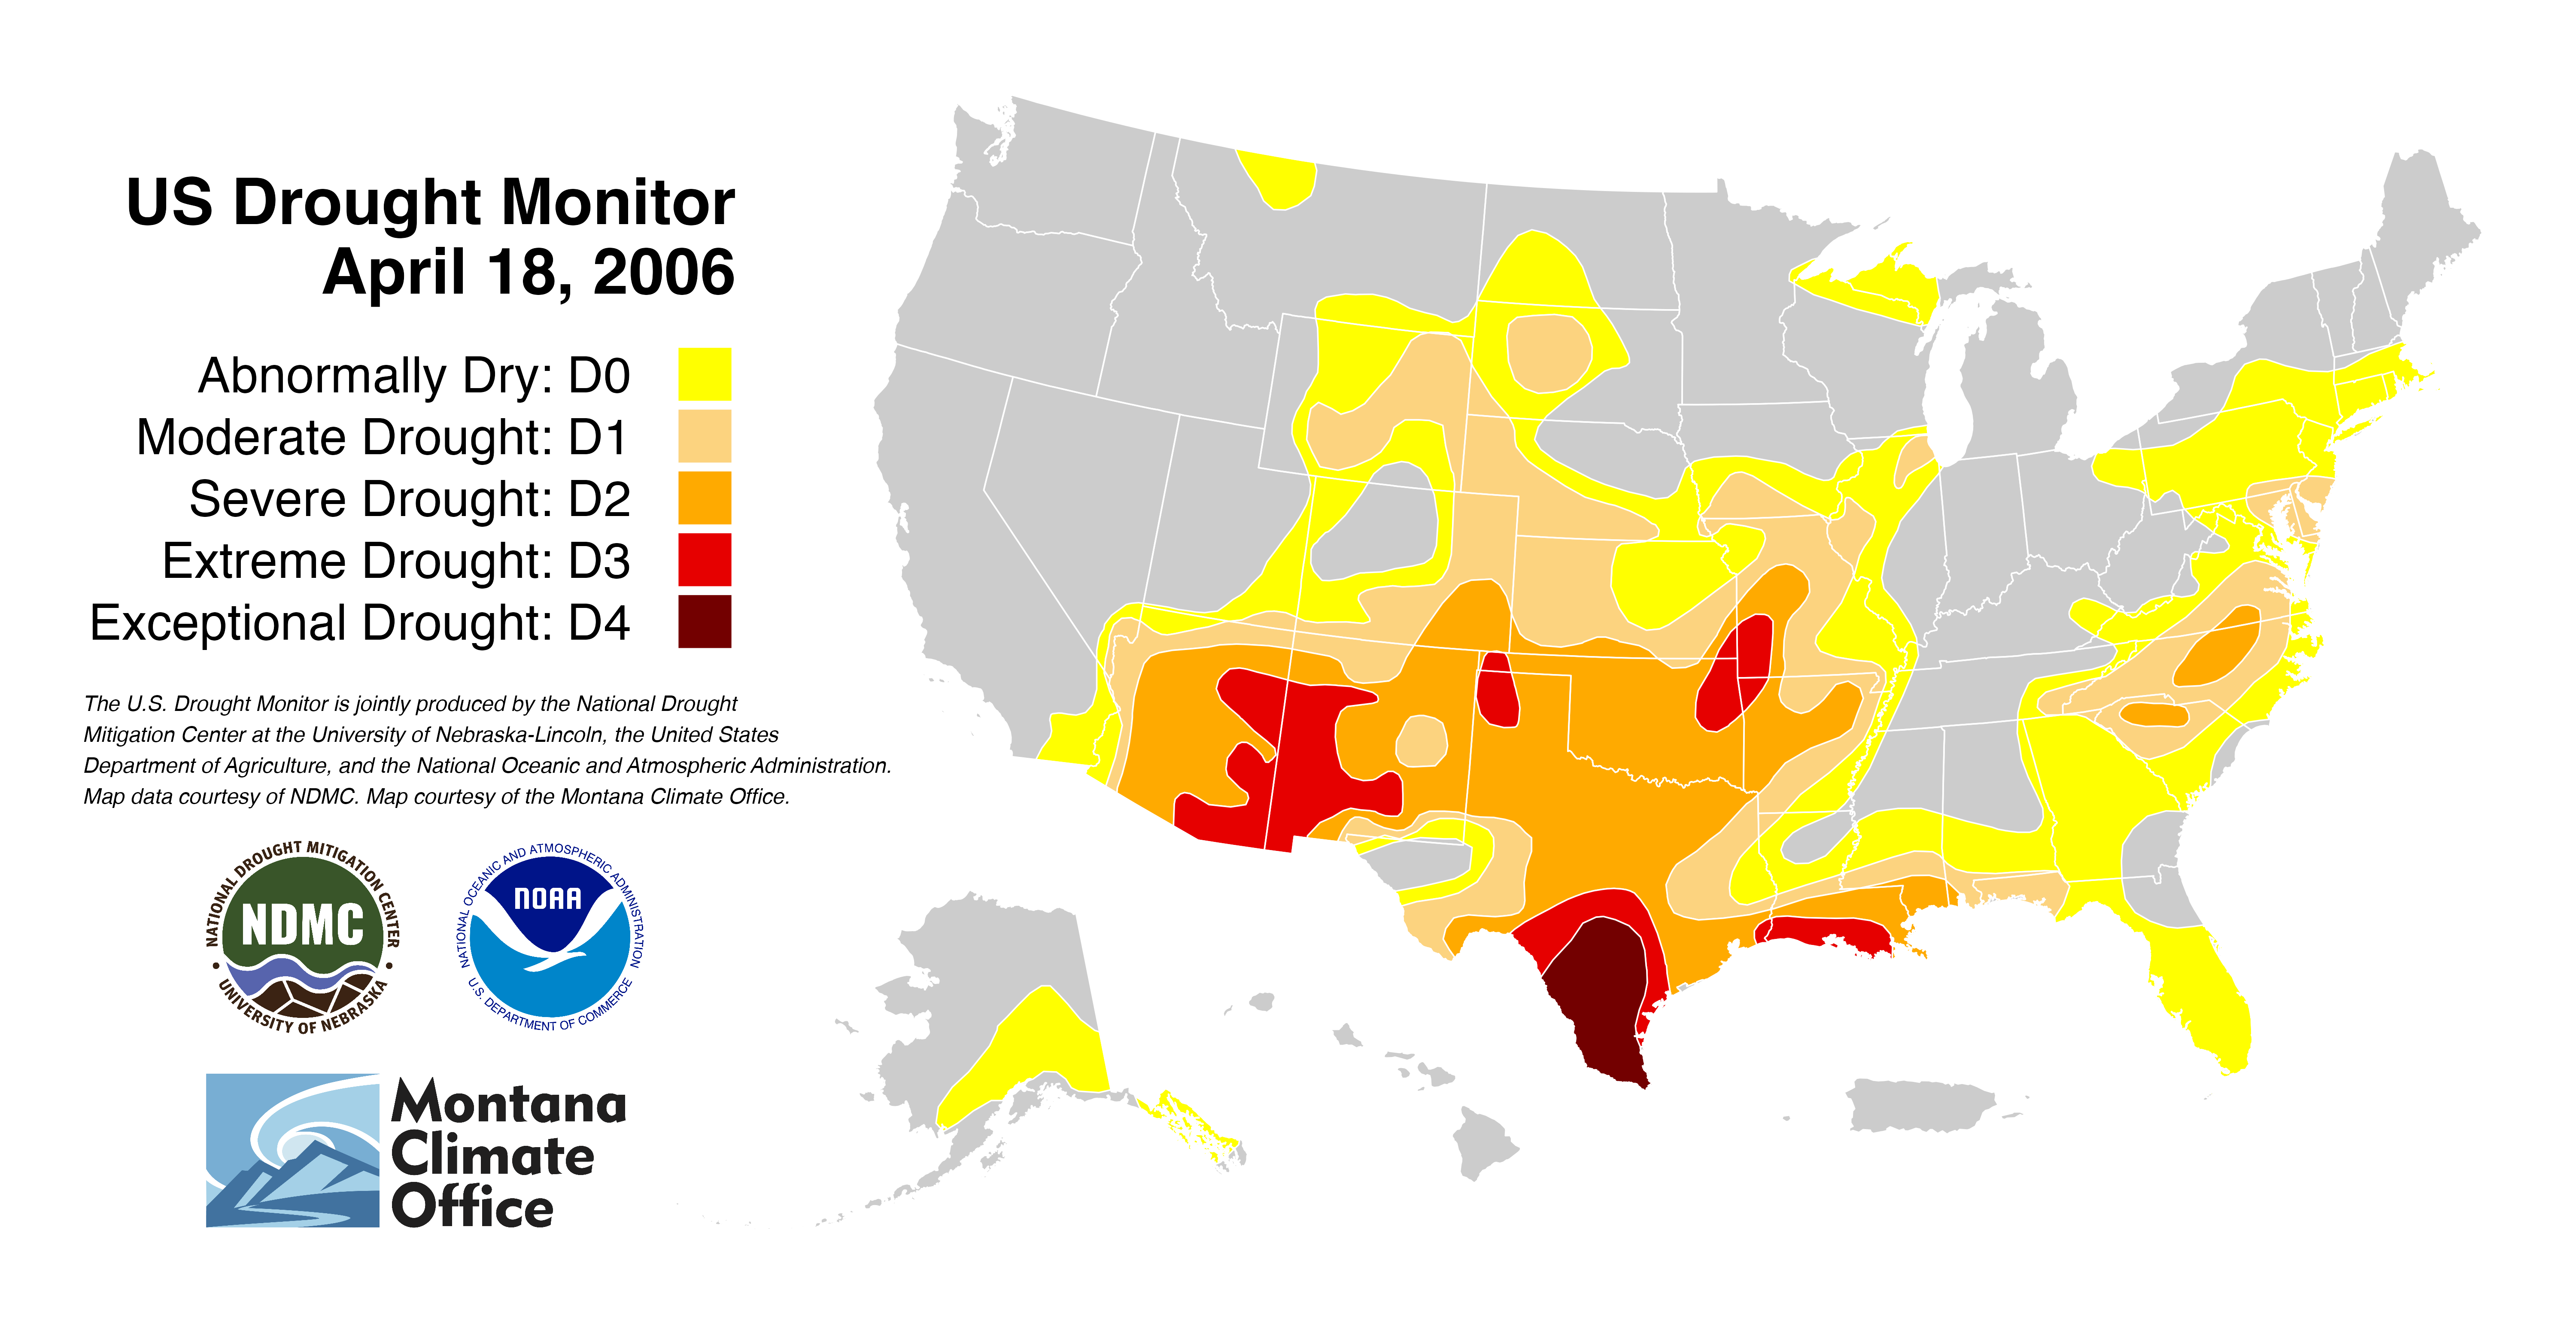 US Drought Monitor
April 18, 2006
Abnormally Dry: D0
Moderate Drought: D1
Severe Drought: D2
Extreme Drought: D3
Exceptional Drought: D4
The U.S. Drought Monitor is jointly produced by the National Drought
Mitigation Center at the University of Nebraska-Lincoln, the United States
Department of Agriculture, and the National Oceanic and Atmospheric Administration.
Map data courtesy of NDMC. Map courtesy of the Montana Climate Office.
NATIONAL DROUGHT MITIGATION CENTER
NDMC
• UNIVERSITY OF NEBRASKA •
NATIONAL OCEANIC AND ATMOSPHERIC ADMINISTRATION
NOAA
U.S. DEPARTMENT OF COMMERCE
Montana
Climate
Office